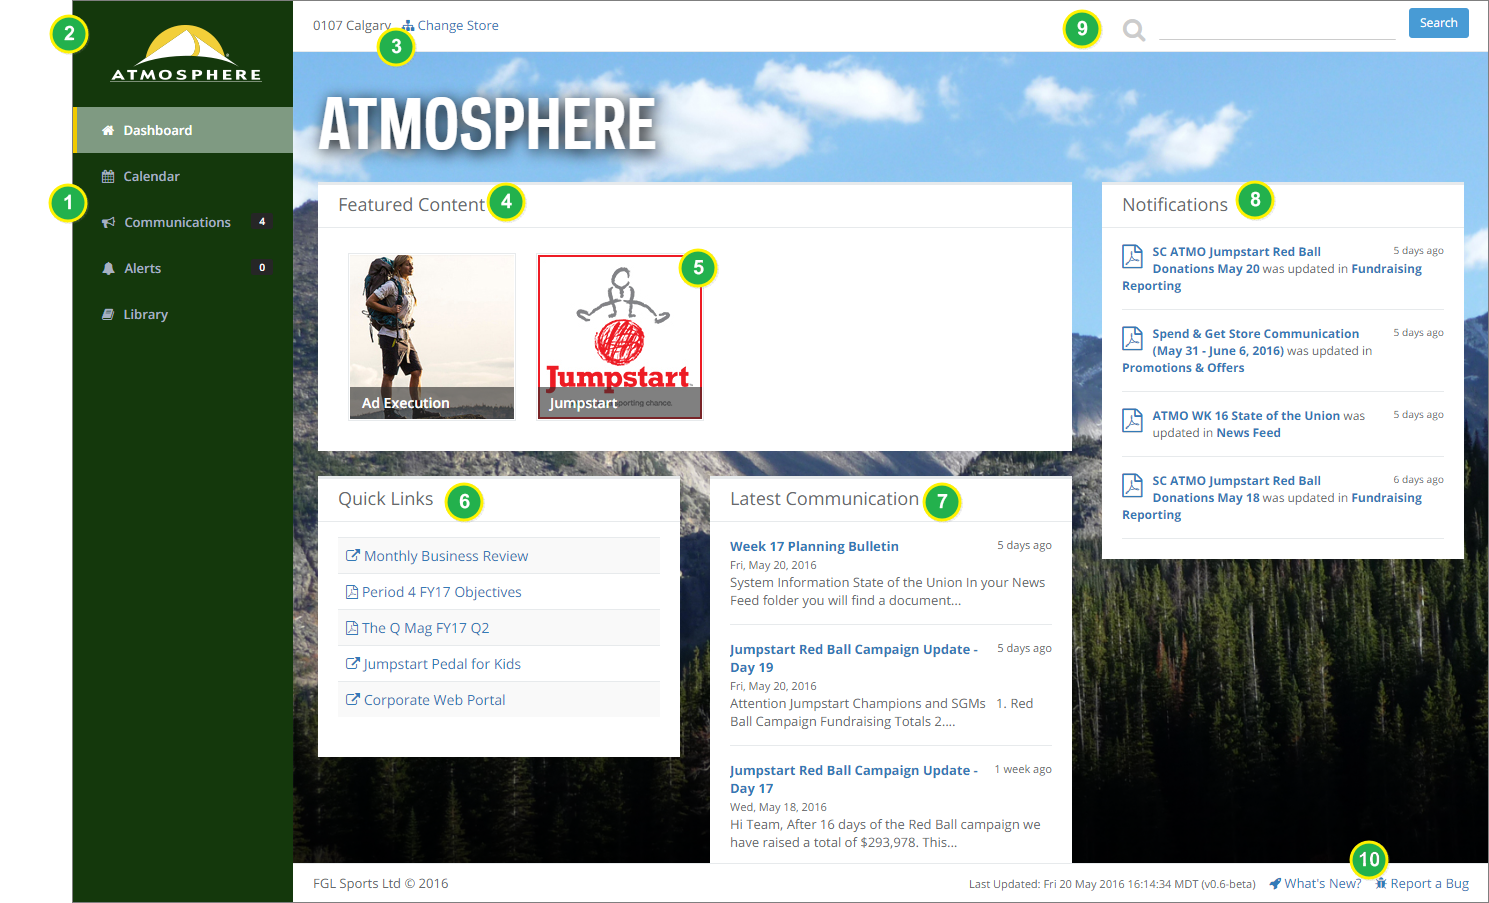 2
ATMOSPHERE
0107 Calgary Change Store
3
9
Search
Dashboard
Calendar
1
Communications 4
Alerts 0
Library
ATMOSPHERE
Featured Content 4
5
Jumpstart
Ad Execution
Jumpstart porting chance.
Notifications 8
SC ATMO Jumpstart Red Ball 5 days ago
Donations May 20 was updated in Fundraising
Reporting
Spend & Get Store Communication 5 days ago
(May 31 - June 6, 2016) was updated in
Promotions & Offers
ATMO WK 16 State of the Union was 5 days ago
updated in News Feed
SC ATMO Jumpstart Red Ball 6 days ago
Donations May 18 was updated in Fundraising
Reporting
Quick Links 6
Monthly Business Review
Period 4 FY17 Objectives
The Q Mag FY17 Q2
Jumpstart Pedal for Kids
Corporate Web Portal
Latest Communication 7
Week 17 Planning Bulletin 5 days ago
Fri, May 20, 2016
System Information State of the Union In your News
Feed folder you will find a document...
Jumpstart Red Ball Campaign Update - 5 days ago
Day 19
Fri, May 20, 2016
Attention Jumpstart Champions and SGMs 1. Red
Ball Campaign Fundraising Totals 2....
Jumpstart Red Ball Campaign Update - 1 week ago
Day 17
Wed, May 18, 2016
Hi Team, After 16 days of the Red Ball campaign we
have raised a total of $293,978. This...
10
FGL Sports Ltd © 2016
Last Updated: Fri 20 May 2016 16:14:34 MDT (v0.6-beta) What's New? Report a Bug